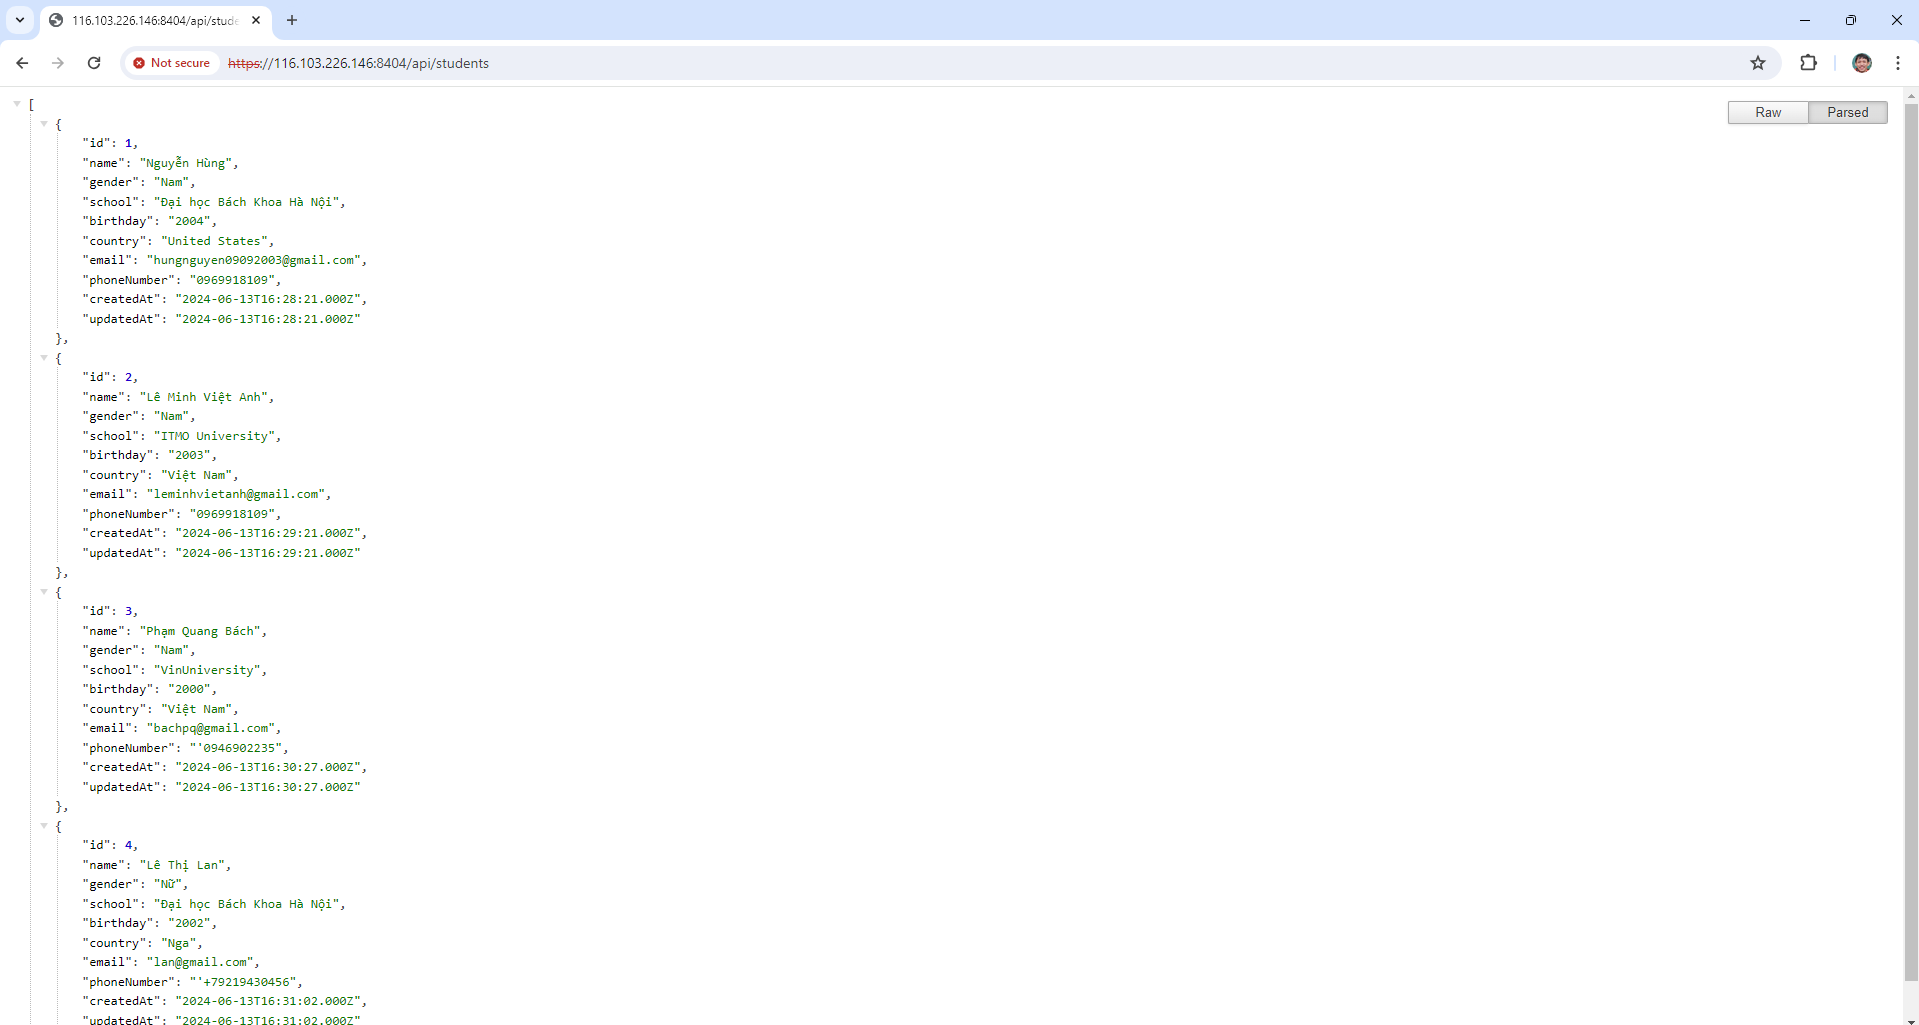 116.103.226.146:8404/api/stude
Not secure https://116.103.226.146:8404/api/students
Raw Parsed
[
{
"id": 1,
"name": "Nguyễn Hùng",
"gender": "Nam",
"school": "Đại học Bách Khoa Hà Nội",
"birthday": "2004",
"country": "United States",
"email": "hungnguyen09092003@gmail.com",
"phoneNumber": "0969918109",
"createdAt": "2024-06-13T16:28:21.000Z",
"updatedAt": "2024-06-13T16:28:21.000Z"
},
{
"id": 2,
"name": "Lê Minh Việt Anh",
"gender": "Nam",
"school": "ITMO University",
"birthday": "2003",
"country": "Việt Nam",
"email": "leminhvietanh@gmail.com",
"phoneNumber": "0969918109",
"createdAt": "2024-06-13T16:29:21.000Z",
"updatedAt": "2024-06-13T16:29:21.000Z"
},
{
"id": 3,
"name": "Phạm Quang Bách",
"gender": "Nam",
"school": "VinUniversity",
"birthday": "2000",
"country": "Việt Nam",
"email": "bachpq@gmail.com",
"phoneNumber": "'0946902235",
"createdAt": "2024-06-13T16:30:27.000Z",
"updatedAt": "2024-06-13T16:30:27.000Z"
},
{
"id": 4,
"name": "Lê Thị Lan",
"gender": "Nữ",
"school": "Đại học Bách Khoa Hà Nội",
"birthday": "2002",
"country": "Nga",
"email": "lan@gmail.com",
"phoneNumber": "'+79219430456",
"createdAt": "2024-06-13T16:31:02.000Z",
"updatedAt": "2024-06-13T16:31:02.000Z"